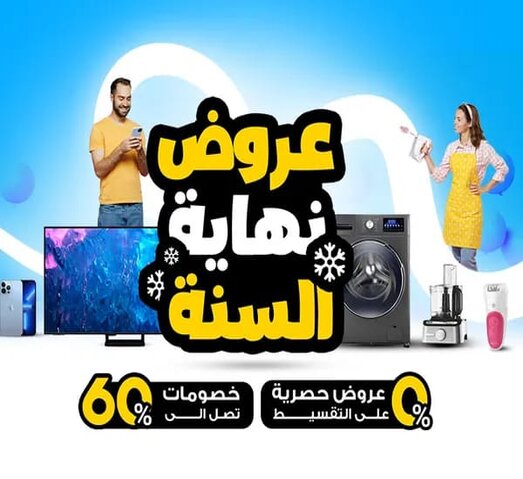 عروض
نهاية
السنة
0% عروض حصرية
على التقسيط
خصومات
تصل الى
60%